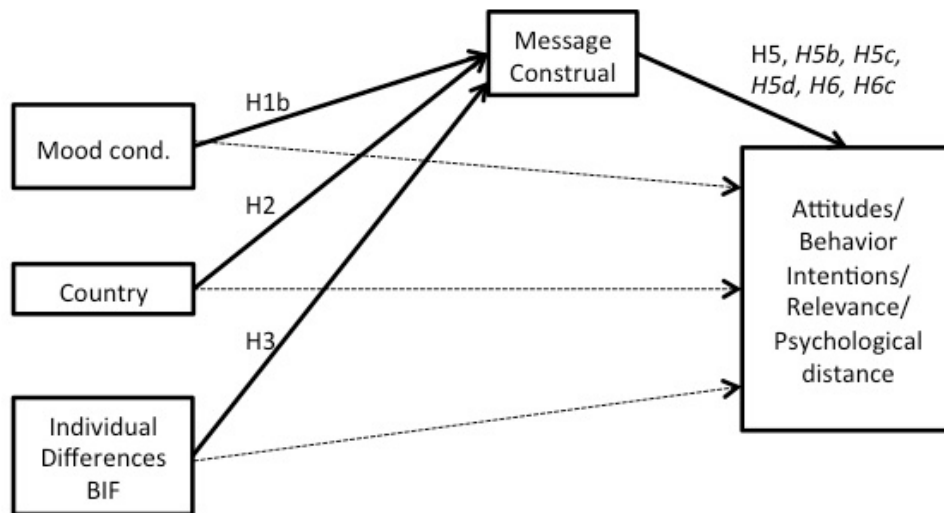 Message
Construal
H5, H5b, H5c,
H5d, H6, H6c
H1b
Mood cond.
H2
Country
Attitudes/
Behavior
Intentions/
Relevance/
Psychological
distance
H3
Individual
Differences
BIF